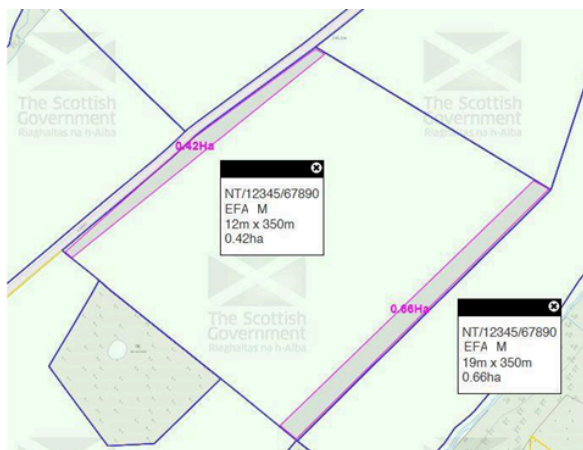 The Scottish
Government
Riaghaltas na h-Alba
The Scottish
Government
Riaghaltas na h-Alba
0.42Ha
NT/12345/67890
EFA M
12m x 350m
0.42ha
The Scottish
Government
Riaghaltas na h-Alba
0.66Ha
NT/12345/67890
EFA M
19m x 350m
0.66ha